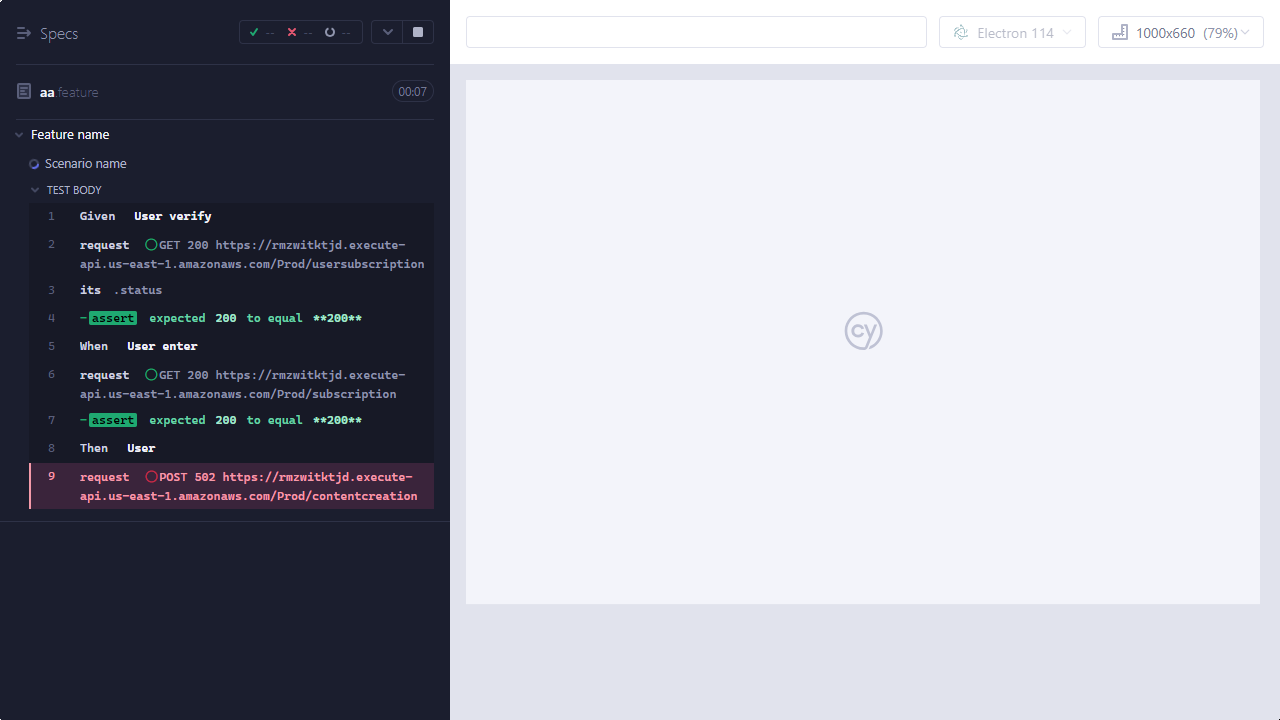 Specs
--
--
--
Electron 114
1000x660 (79%)
aa.feature
00:07
Feature name
Scenario name
TEST BODY
1 Given User verify
2 request GET 200 https://rmzwitktjd.execute-
api.us-east-1.amazonaws.com/Prod/usersubscription
3 its .status
4 -assert expected 200 to equal **200**
5 When User enter
6 request GET 200 https://rmzwitktjd.execute-
api.us-east-1.amazonaws.com/Prod/subscription
7 -assert expected 200 to equal **200**
8 Then User
9 request POST 502 https://rmzwitktjd.execute-
api.us-east-1.amazonaws.com/Prod/contentcreation
cy